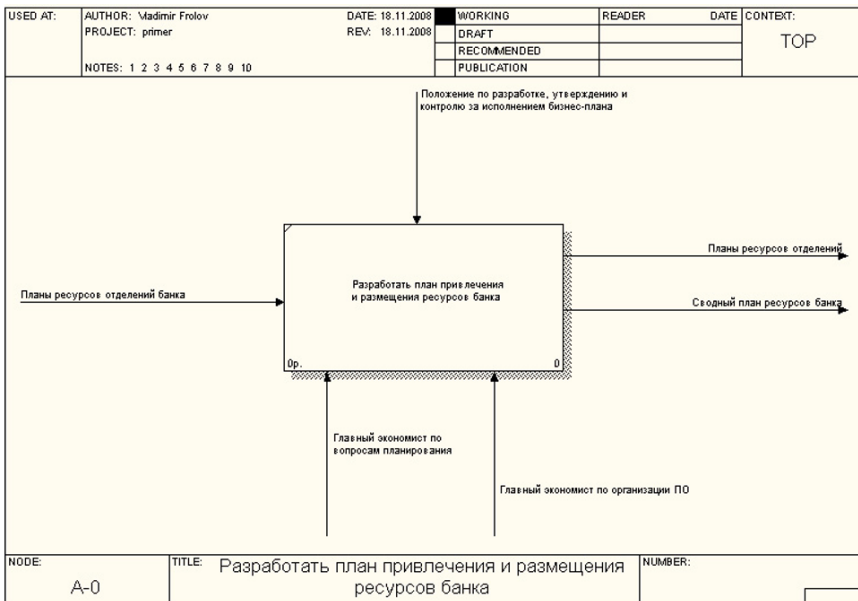 USED AT:
AUTHOR: Vladimir Frolov
DATE: 18.11.2008
WORKING
READER
DATE
CONTEXT:
PROJECT: primer
REV: 18.11.2008
DRAFT
TOP
RECOMMENDED
NOTES: 1 2 3 4 5 6 7 8 9 10
PUBLICATION
Положение по разработке, утверждению и
контролю за исполнением бизнес-плана
Планы ресурсов отделений
Разработать план привлечения
и размещения ресурсов банка
Планы ресурсов отделений банка
Сводный план ресурсов банка
0р.
0
Главный экономист по
вопросам планирования
Главный экономист по организации ПО
NODE:
A-0
TITLE:
Разработать план привлечения и размещения
ресурсов банка
NUMBER: